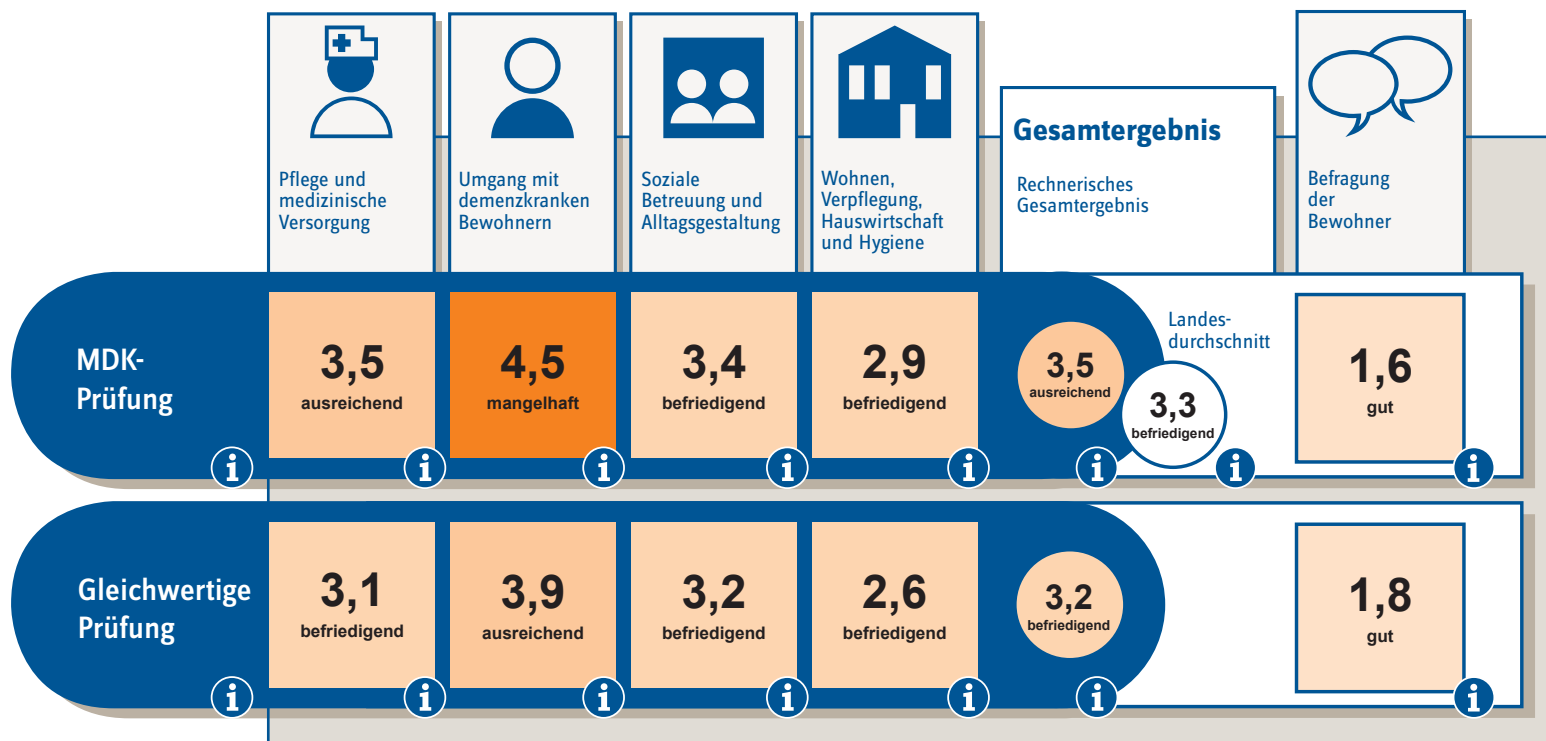 Pflege und
medizinische
Versorgung
Umgang mit
demenzkranken
Bewohnern
Soziale
Betreuung und
Alltagsgestaltung
Wohnen,
Verpflegung,
Hauswirtschaft
und Hygiene
Gesamtergebnis
Rechnerisches
Gesamtergebnis
Befragung
der
Bewohner
MDK-
Prüfung
3,5
ausreichend
4,5
mangelhaft
3,4
befriedigend
2,9
befriedigend
3,5
ausreichend
Landes-
durchschnitt
3,3
befriedigend
1,6
gut
i
i
i
i
i
i
i
i
Gleichwertige
Prüfung
3,1
befriedigend
3,9
ausreichend
3,2
befriedigend
2,6
befriedigend
3,2
befriedigend
1,8
gut
i
i
i
i
i
i
i